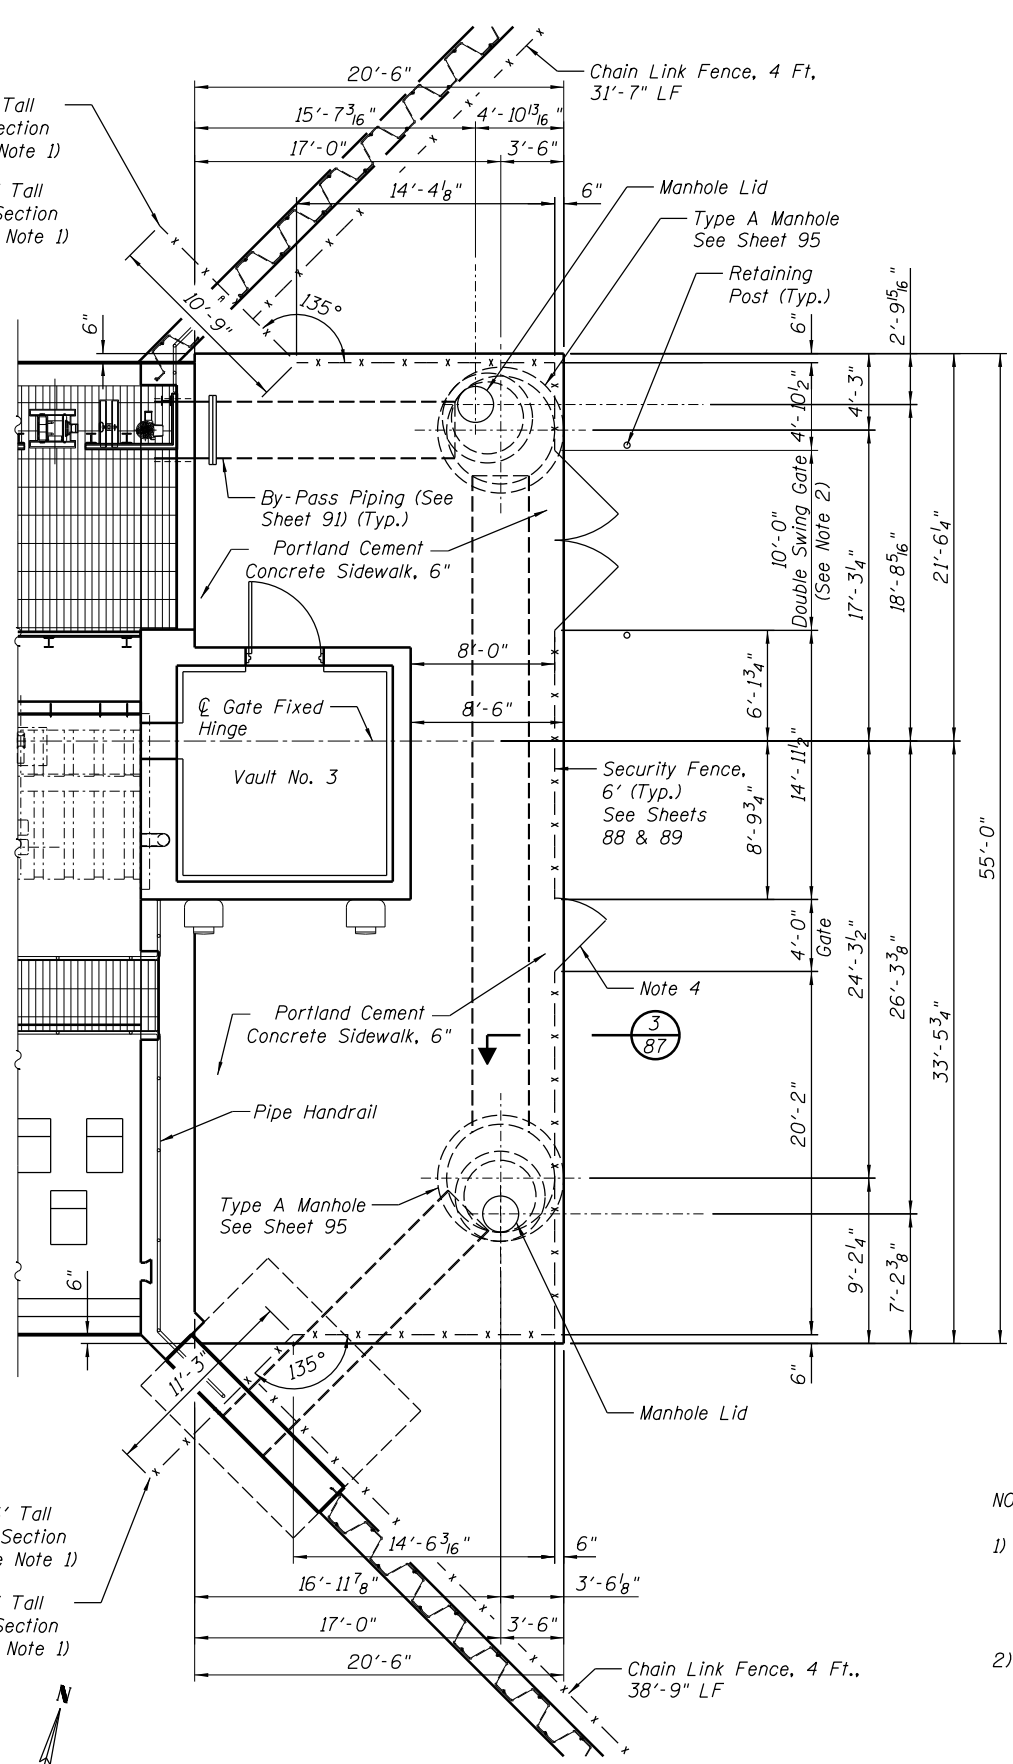 20'-6"
15'-7 3/16"
4'-10 13/16"
17'-0"
3'-6"
14'-4 1/8"
6"
Chain Link Fence, 4 Ft,
31'-7" LF
Tall
ection
Note 1)
Tall
Section
Note 1)
Manhole Lid
Type A Manhole
See Sheet 95
Retaining
Post (Typ.)
10'-9"
135°
6"
6"
2'-9 15/16"
4'-10 1/2"
4'-3"
By-Pass Piping (See
Sheet 91) (Typ.)
Portland Cement
Concrete Sidewalk, 6"
10'-0"
Double Swing Gate
(See Note 2)
17'-3 1/4"
18'-8 5/16"
21'-6 1/4"
8'-0"
8'-6"
6'-1 3/4"
℄ Gate Fixed
Hinge
Vault No. 3
Security Fence,
6' (Typ.)
See Sheets
88 & 89
8'-9 3/4"
14'-11 1/2"
55'-0"
4'-0"
Gate
24'-3 1/2"
26'-3 3/8"
33'-5 3/4"
Note 4
Portland Cement
Concrete Sidewalk, 6"
3
87
20'-2"
Pipe Handrail
Type A Manhole
See Sheet 95
9'-2 1/4"
7'-2 3/8"
6"
6"
11'-3"
135°
Manhole Lid
' Tall
Section
Note 1)
Tall
Section
Note 1)
14'-6 3/16"
6"
16'-11 7/8"
3'-6 1/8"
17'-0"
3'-6"
20'-6"
Chain Link Fence, 4 Ft.,
38'-9" LF
NO
1)
2)
N